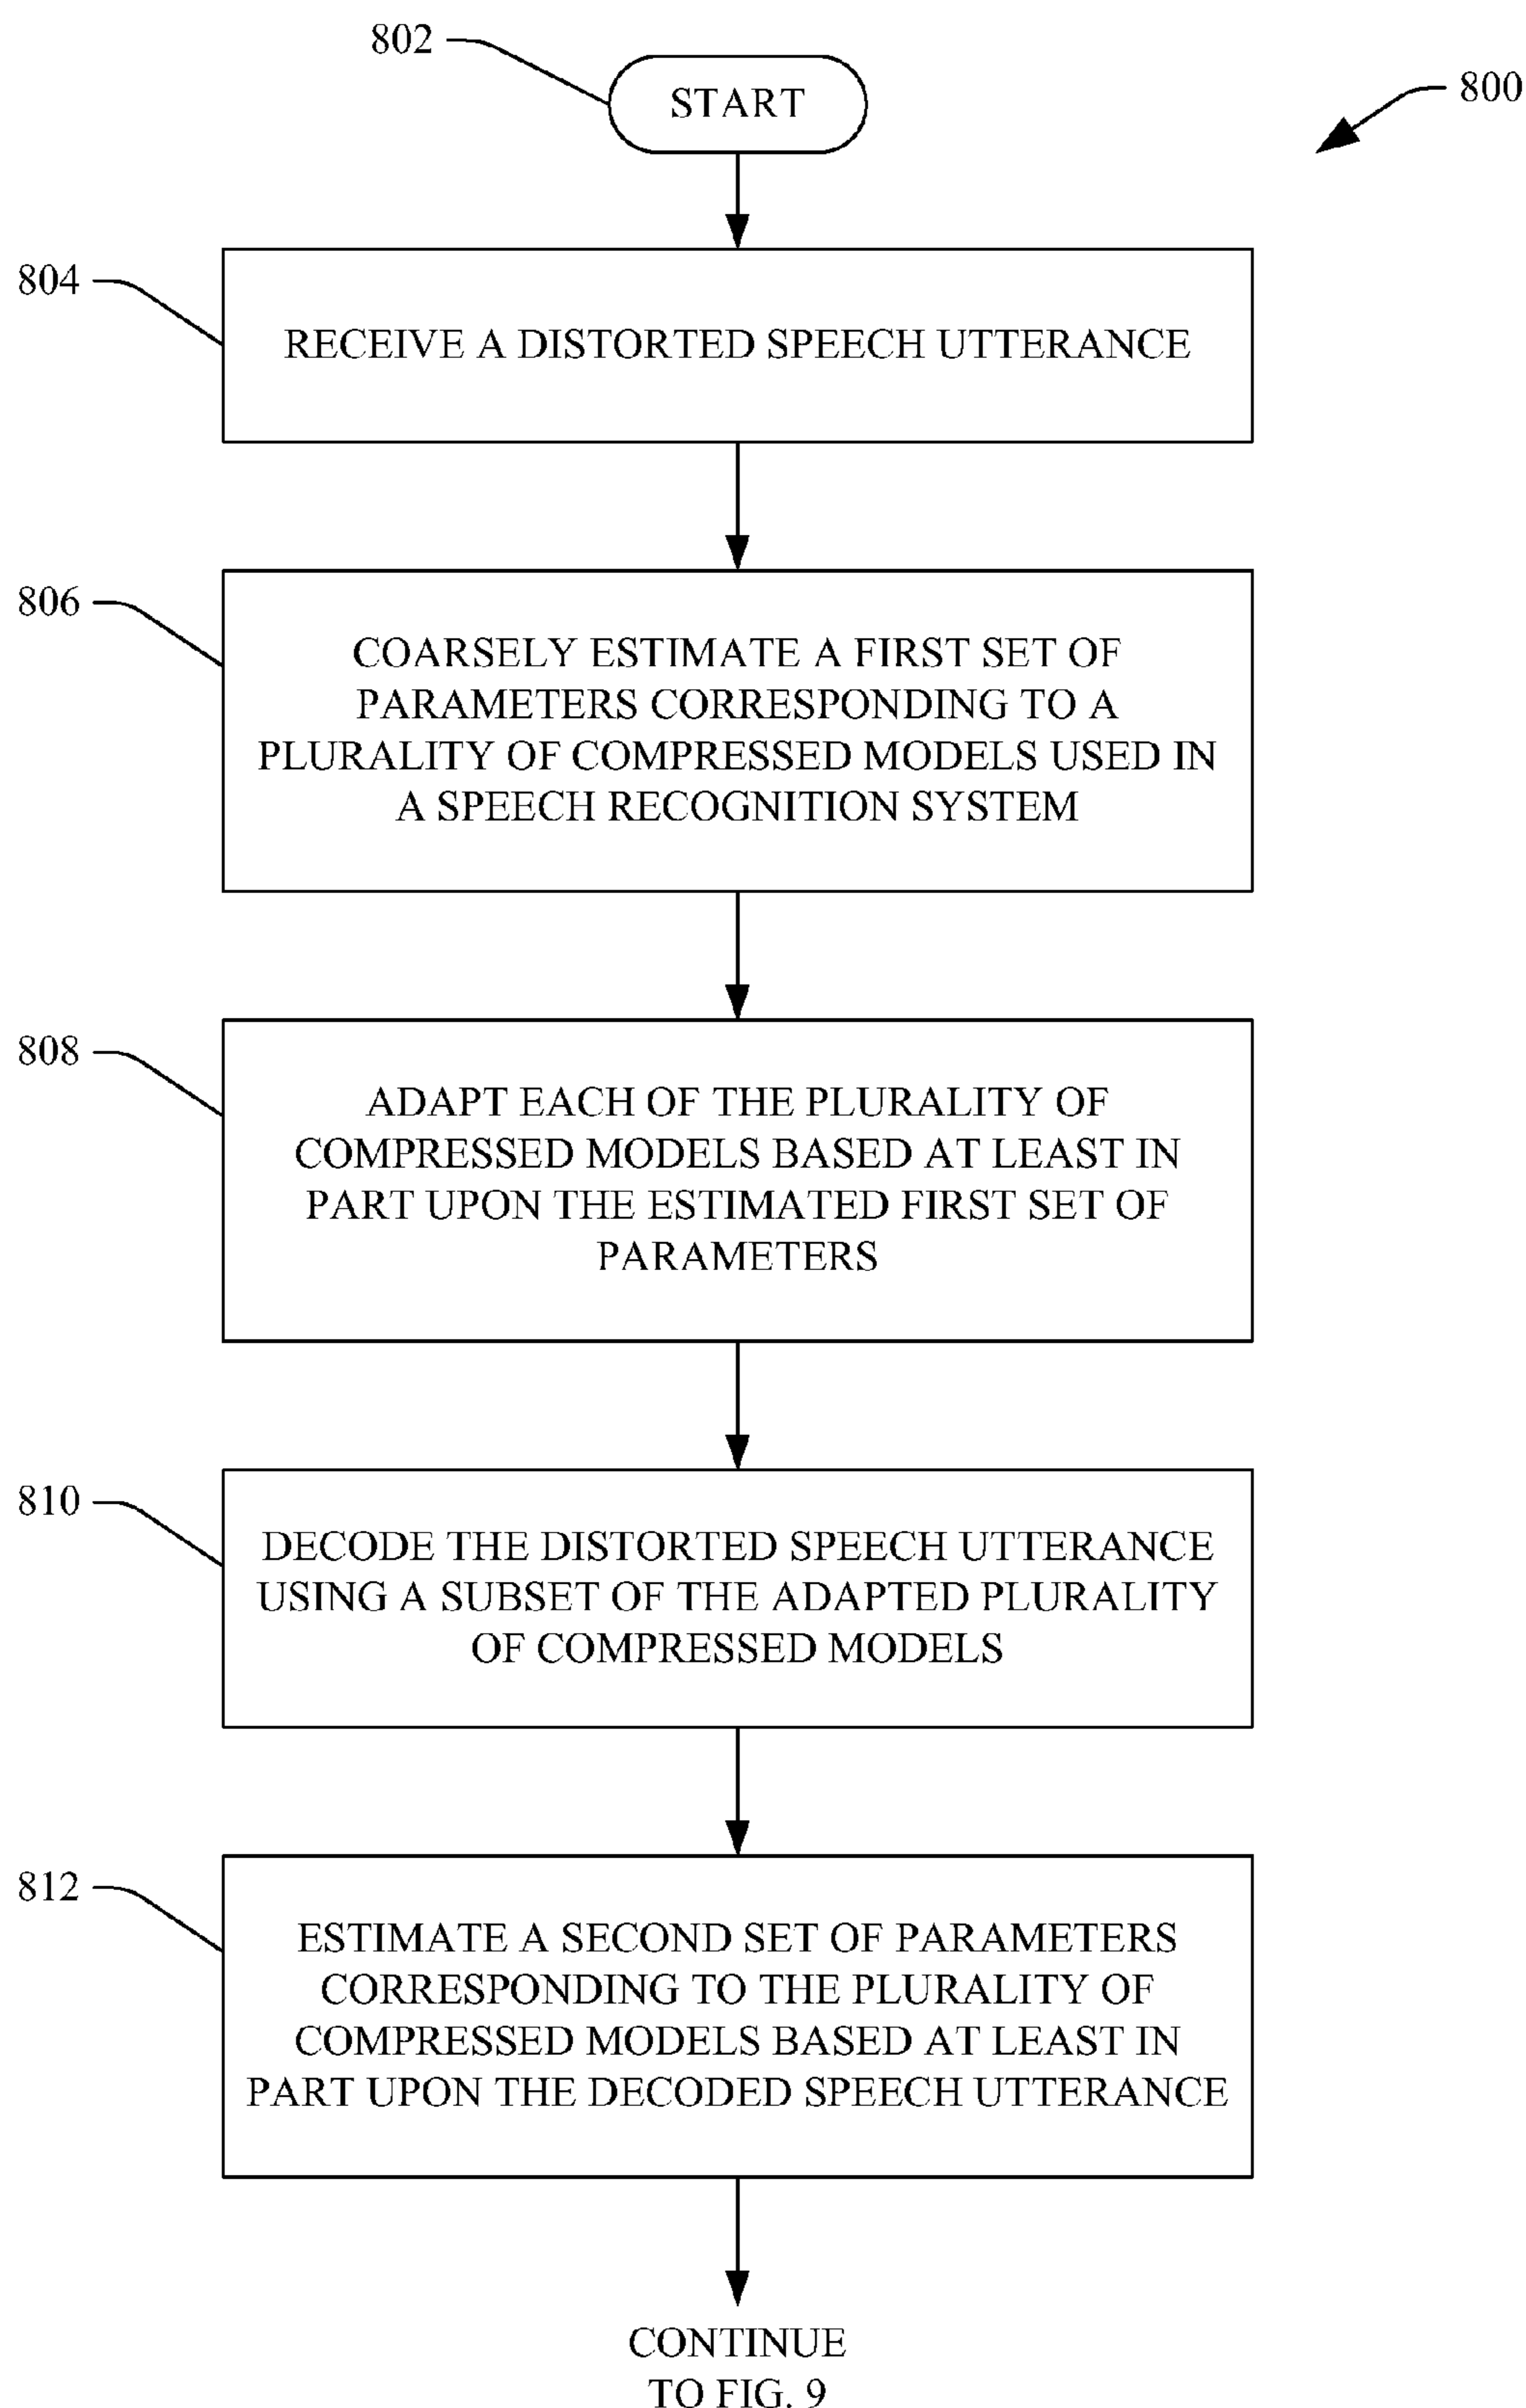 802
START
800
804
RECEIVE A DISTORTED SPEECH UTTERANCE
806
COARSELY ESTIMATE A FIRST SET OF
PARAMETERS CORRESPONDING TO A
PLURALITY OF COMPRESSED MODELS USED IN
A SPEECH RECOGNITION SYSTEM
808
ADAPT EACH OF THE PLURALITY OF
COMPRESSED MODELS BASED AT LEAST IN
PART UPON THE ESTIMATED FIRST SET OF
PARAMETERS
810
DECODE THE DISTORTED SPEECH UTTERANCE
USING A SUBSET OF THE ADAPTED PLURALITY
OF COMPRESSED MODELS
812
ESTIMATE A SECOND SET OF PARAMETERS
CORRESPONDING TO THE PLURALITY OF
COMPRESSED MODELS BASED AT LEAST IN
PART UPON THE DECODED SPEECH UTTERANCE
CONTINUE
TO FIG. 9